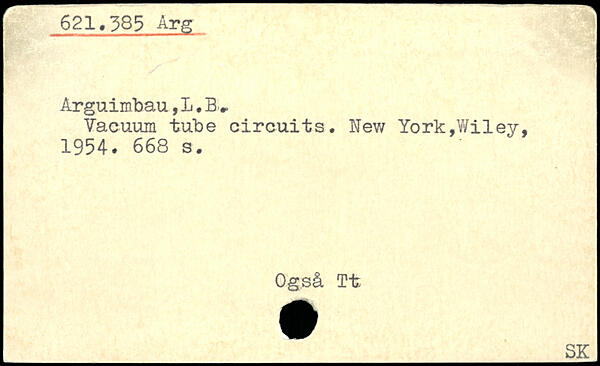 621.385 Arg
Arguimbau,L.B.
Vacuum tube circuits. New York,Wiley,
1954. 668 s.
Også Tt
SK